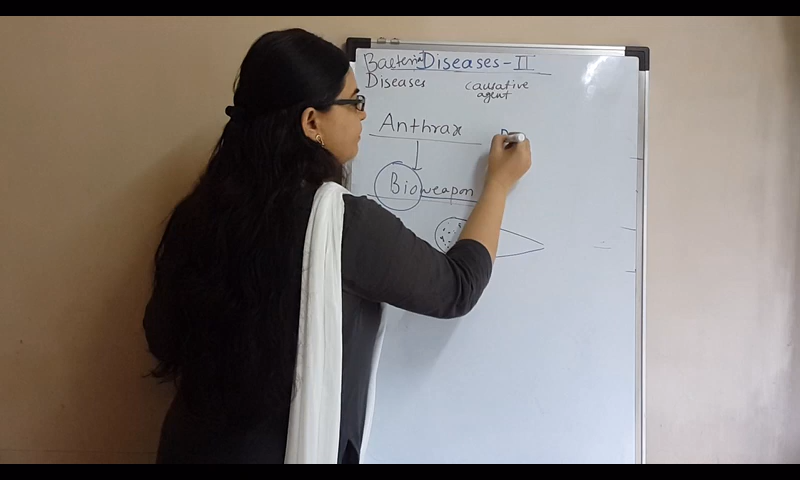 Bacterial Diseases-II
Diseases causative
agent
Anthrax
Bioweapon